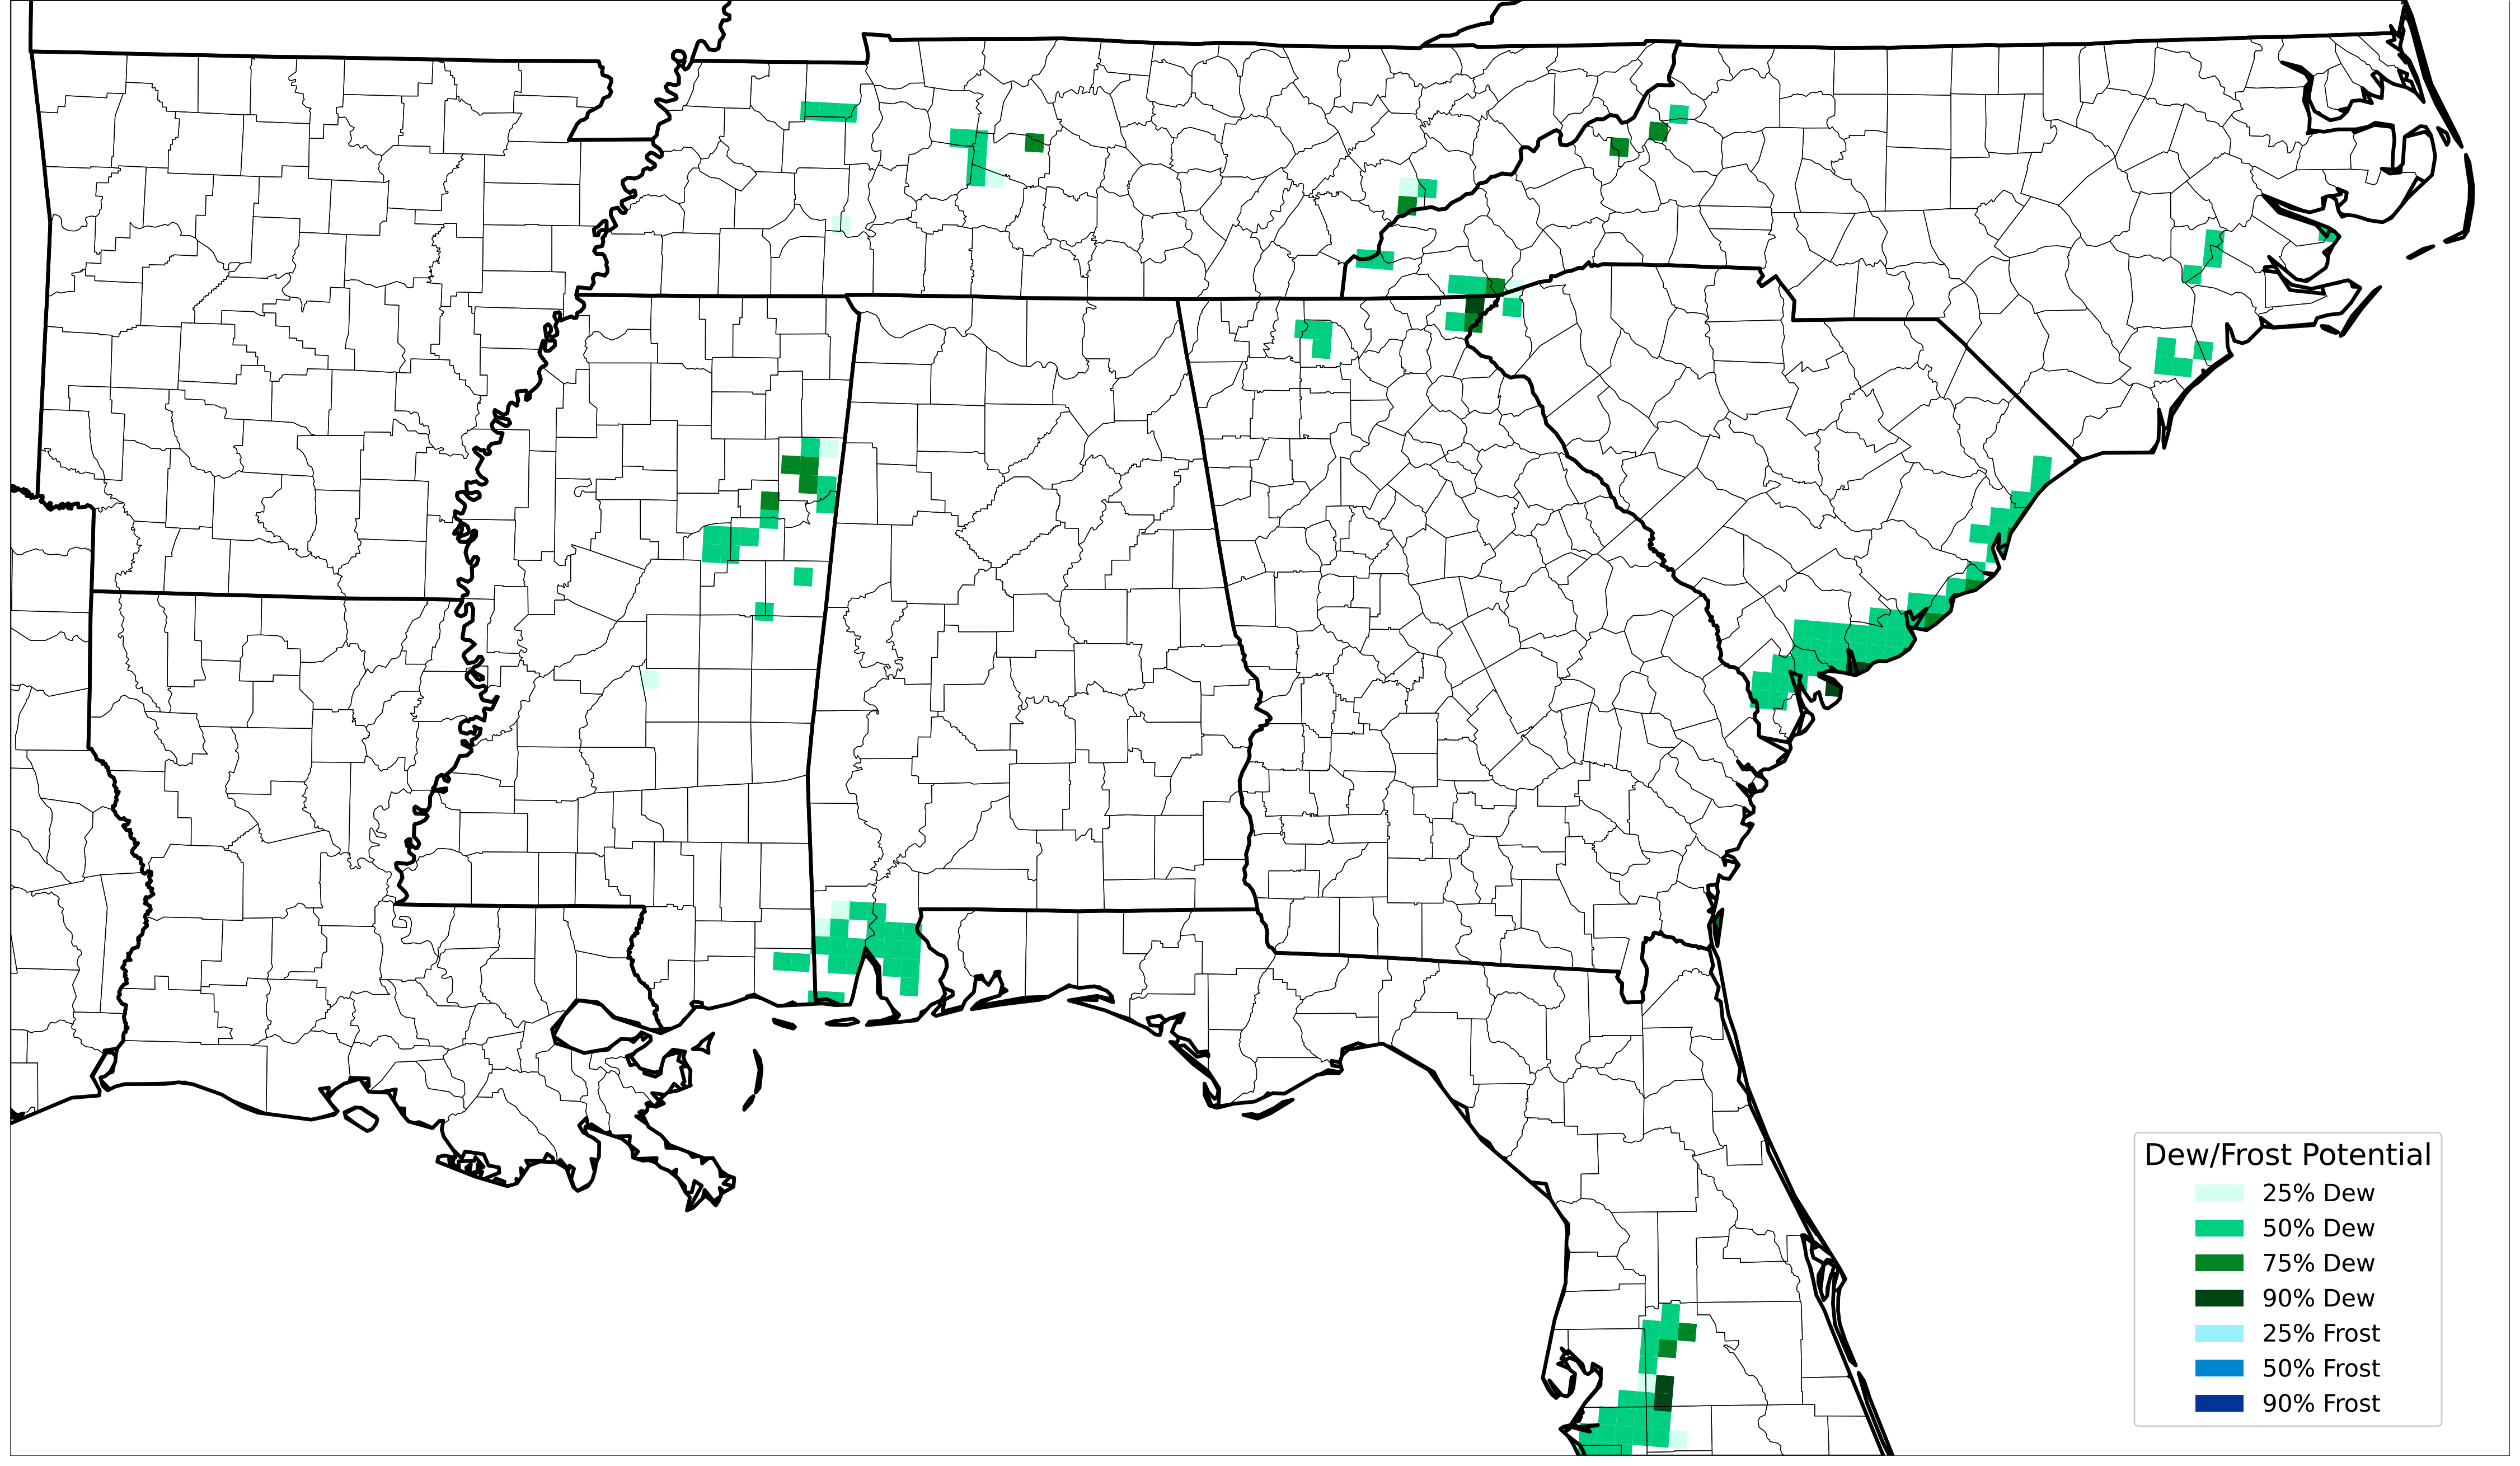 Dew/Frost Potential
25% Dew
50% Dew
75% Dew
90% Dew
25% Frost
50% Frost
90% Frost